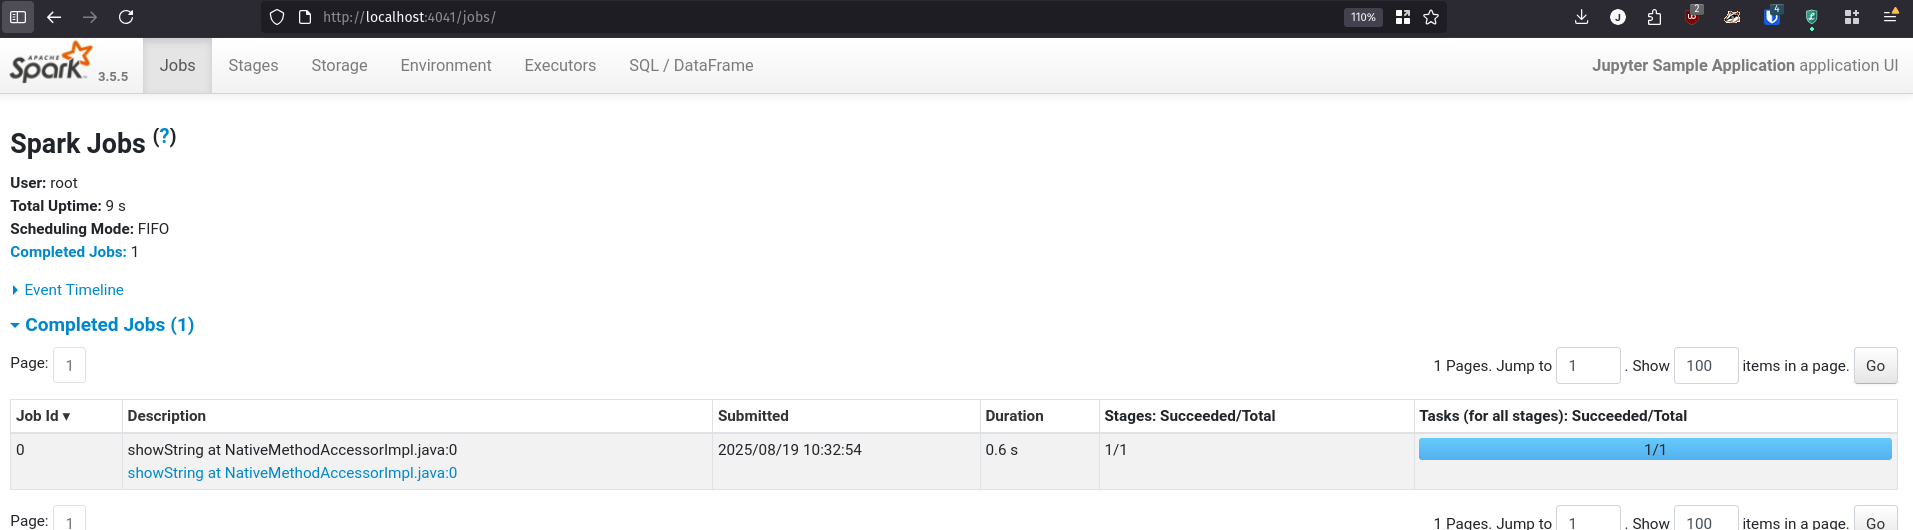 http://localhost:4041/jobs/
110%
J
2
4
APACHE
Spark 3.5.5
Jobs
Stages
Storage
Environment
Executors
SQL / DataFrame
Jupyter Sample Application application UI
Spark Jobs (?)
User: root
Total Uptime: 9 s
Scheduling Mode: FIFO
Completed Jobs: 1
Event Timeline
Completed Jobs (1)
Page: 1
1 Pages. Jump to 1 . Show 100 items in a page. Go
Job Id ▾ Description Submitted Duration Stages: Succeeded/Total Tasks (for all stages): Succeeded/Total
0 showString at NativeMethodAccessorImpl.java:0 2025/08/19 10:32:54 0.6 s 1/1 1/1
showString at NativeMethodAccessorImpl.java:0
Page: 1
1 Pages. Jump to 1 . Show 100 items in a page. Go